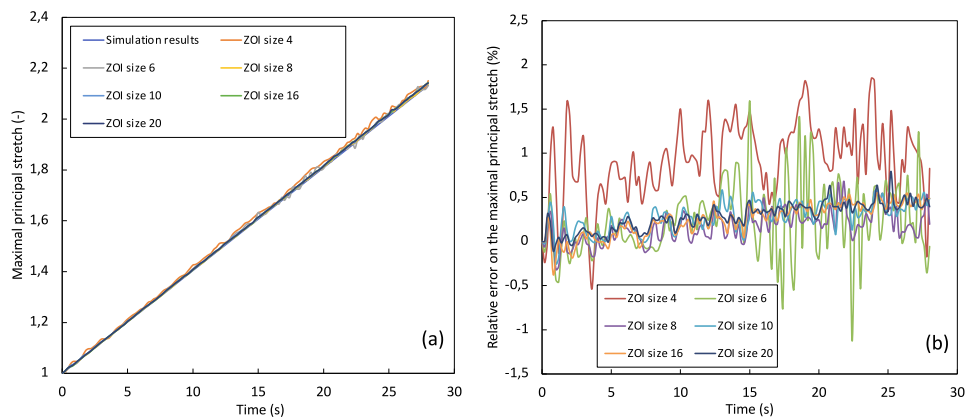 2,4
2,2
2
1,8
1,6
1,4
1,2
1
0 5 10 15 20 25 30
Maximal principal stretch (-)
Time (s)
Simulation results ZOI size 4
ZOI size 6 ZOI size 8
ZOI size 10 ZOI size 16
ZOI size 20
(a)
2,5
2
1,5
1
0,5
0
-0,5
-1
-1,5
0 5 10 15 20 25 30
Relative error on the maximal principal stretch (%)
Time (s)
ZOI size 4 ZOI size 6
ZOI size 8 ZOI size 10
ZOI size 16 ZOI size 20
(b)